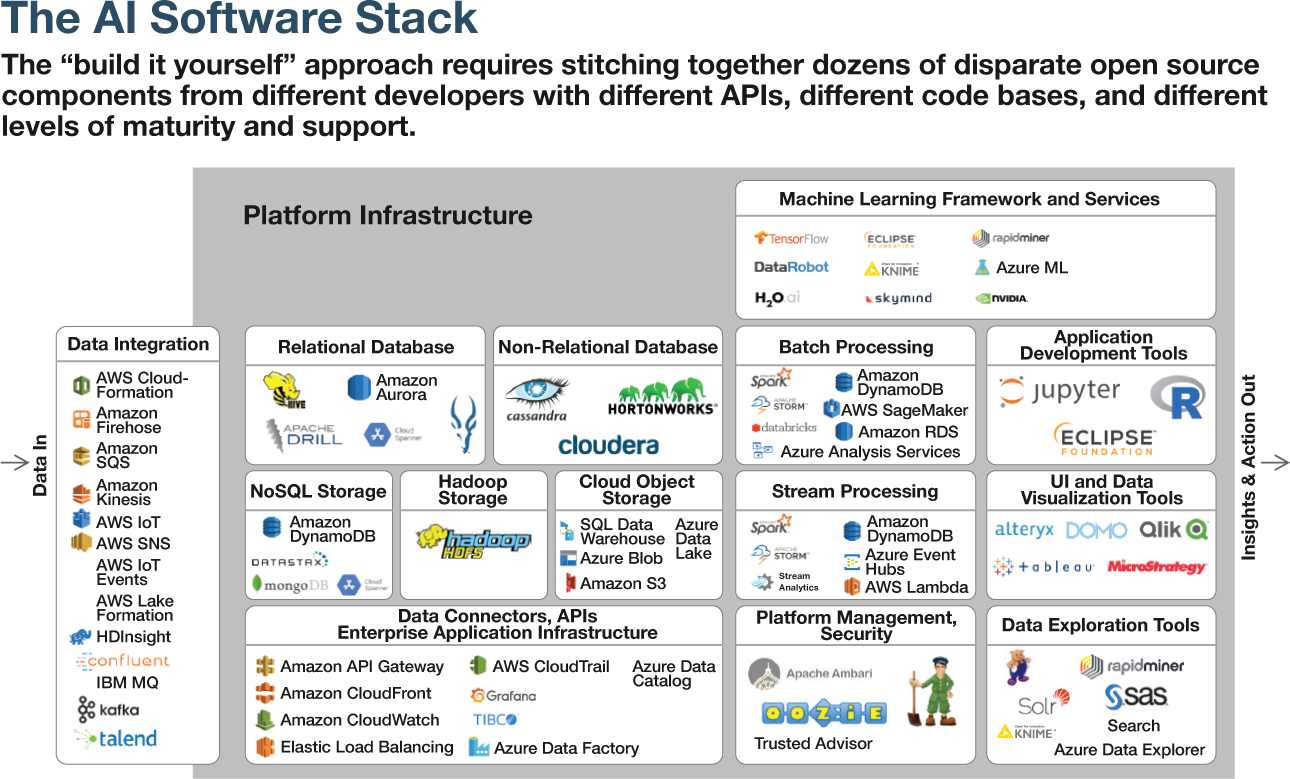 The AI Software Stack
The “build it yourself” approach requires stitching together dozens of disparate open source
components from different developers with different APIs, different code bases, and different
levels of maturity and support.
Platform Infrastructure
Machine Learning Framework and Services
TensorFlow
ECLIPSE
FOUNDATION
rapidminer
DataRobot
KNIME
Azure ML
H2O.ai
skymind
NVIDIA
Data In
Data Integration
AWS Cloud-
Formation
Amazon
Firehose
Amazon
SQS
Amazon
Kinesis
AWS IoT
AWS SNS
AWS IoT
Events
AWS Lake
Formation
HDInsight
confluent
IBM MQ
kafka
talend
Relational Database
HIVE
Amazon
Aurora
APACHE
DRILL
Cloud
Spanner
Non-Relational Database
cassandra
HORTONWORKS
cloudera
Batch Processing
Spark
Amazon
DynamoDB
APACHE
STORM
AWS SageMaker
databricks
Amazon RDS
Azure Analysis Services
Application
Development Tools
jupyter
R
ECLIPSE
FOUNDATION
NoSQL Storage
Amazon
DynamoDB
DATASTAX
mongoDB
Cloud
Spanner
Hadoop
Storage
hadoop
HDFS
Cloud Object
Storage
SQL Data
Warehouse
Azure Blob
Amazon S3
Azure
Data
Lake
Stream Processing
Spark
Amazon
DynamoDB
APACHE
STORM
Azure Event
Hubs
Stream
Analytics
AWS Lambda
UI and Data
Visualization Tools
alteryx
DOMO
Qlik
+ableau
MicroStrategy
Data Connectors, APIs
Enterprise Application Infrastructure
Amazon API Gateway
Amazon CloudFront
Amazon CloudWatch
Elastic Load Balancing
AWS CloudTrail
Grafana
TIBCO
Azure Data Factory
Azure Data
Catalog
Platform Management,
Security
Apache Ambari
OOZIE
Trusted Advisor
Data Exploration Tools
rapidminer
Solr
sas
KNIME
Search
Azure Data Explorer
Insights & Action Out